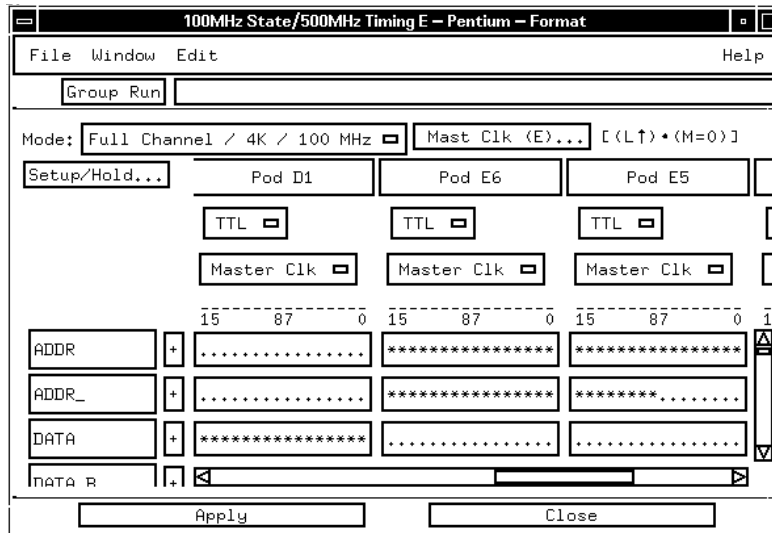 100MHz State/500MHz Timing E – Pentium – Format
File Window Edit Help
Group Run
Mode: Full Channel / 4K / 100 MHz Mast Clk (E)... [(L↑)•(M=0)]
Setup/Hold... Pod D1 Pod E6 Pod E5
TTL TTL TTL
Master Clk Master Clk Master Clk
15 87 0 15 87 0 15 87 0 1
ADDR + ................ **************** ****************
ADDR_ + ................ **************** ********........
DATA + **************** ................ ................
DATA_B +
Apply Close